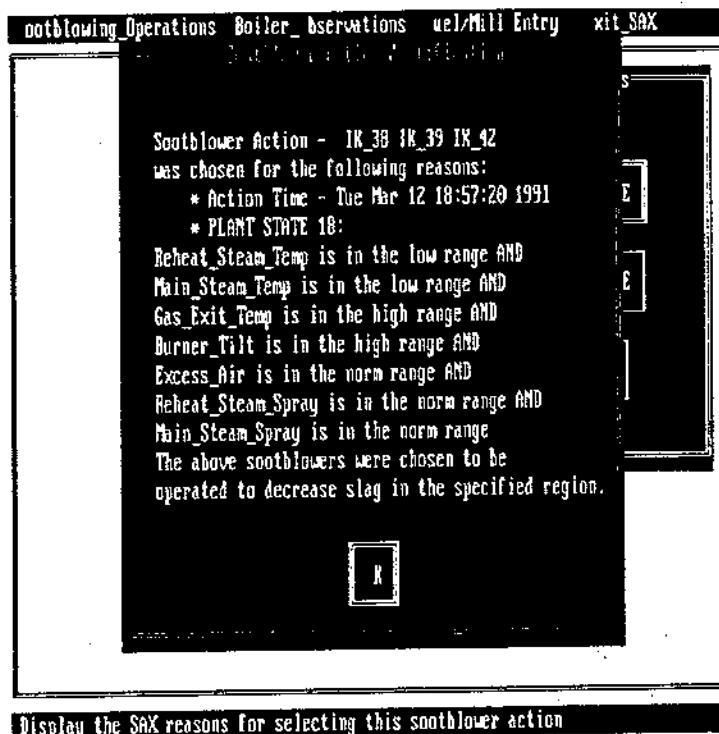 ootblowing_Operations Boiler_ bservations uel/Mill Entry xit_SAX
S
Sootblower Action - IK_38 IK_39 IK_42
was chosen for the following reasons:
* Action Time - Tue Mar 12 18:57:20 1991
* PLANT STATE 18:
Reheat_Steam_Temp is in the low range AND
Main_Steam_Temp is in the low range AND
Gas_Exit_Temp is in the high range AND
Burner_Tilt is in the high range AND
Excess_Air is in the norm range AND
Reheat_Steam_Spray is in the norm range AND
Main_Steam_Spray is in the norm range
The above sootblowers were chosen to be
operated to decrease slag in the specified region.
E
E
K
Display the SAX reasons for selecting this sootblower action